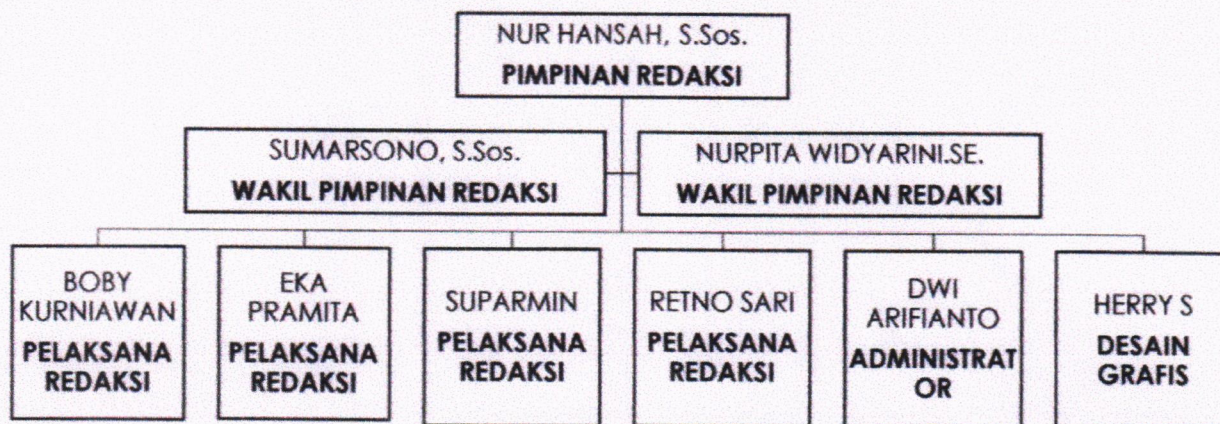 NUR HANSAH, S.Sos.
PIMPINAN REDAKSI
SUMARSONO, S.Sos.
WAKIL PIMPINAN REDAKSI
NURPITA WIDYARINI.SE.
WAKIL PIMPINAN REDAKSI
BOBY
KURNIAWAN
PELAKSANA
REDAKSI
EKA
PRAMITA
PELAKSANA
REDAKSI
SUPARMIN
PELAKSANA
REDAKSI
RETNO SARI
PELAKSANA
REDAKSI
DWI
ARIFIANTO
ADMINISTRAT
OR
HERRY S
DESAIN
GRAFIS